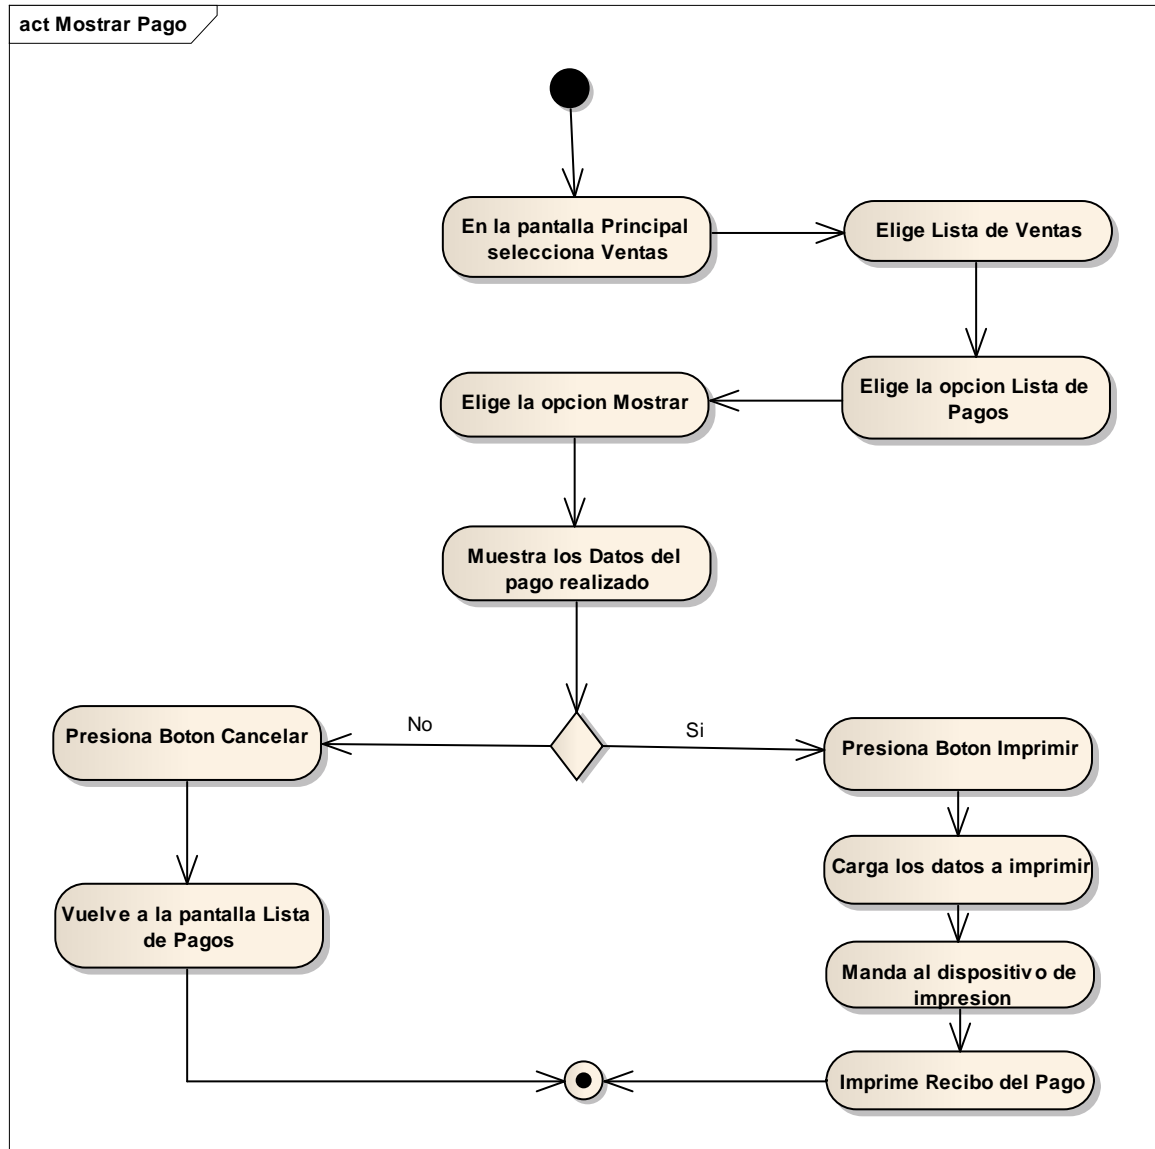 act Mostrar Pago
En la pantalla Principal
selecciona Ventas
Elige Lista de Ventas
Elige la opcion Lista de
Pagos
Elige la opcion Mostrar
Muestra los Datos del
pago realizado
No
Si
Presiona Boton Cancelar
Presiona Boton Imprimir
Carga los datos a imprimir
Vuelve a la pantalla Lista
de Pagos
Manda al dispositivo de
impresion
Imprime Recibo del Pago